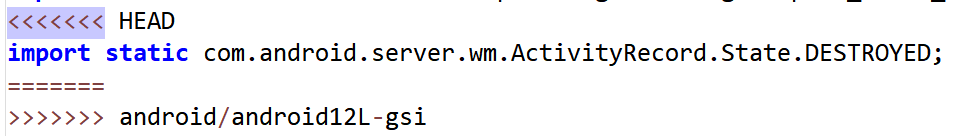 <<<<<<< HEAD
import static com.android.server.wm.ActivityRecord.State.DESTROYED;
=======
>>>>>>> android/android12L-gsi